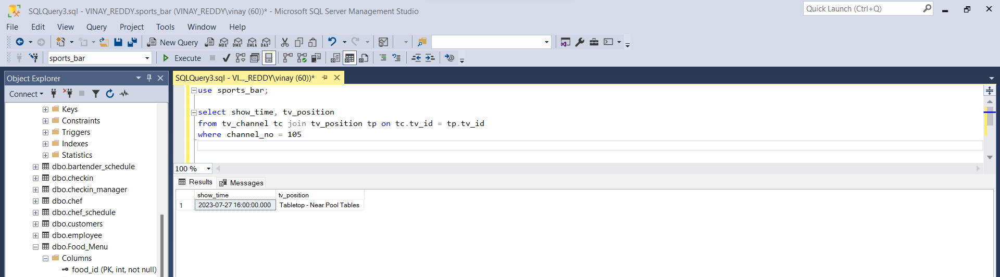 SQLQuery3.sql - VINAY_REDDY.sports_bar (VINAY_REDDY\vinay (60))* - Microsoft SQL Server Management Studio
Quick Launch (Ctrl+Q)
File Edit View Query Project Tools Window Help
New Query MDX DMX XMLA DAX
sports_bar Execute
Object Explorer
SQLQuery3.sql - VI..._REDDY\vinay (60))*
Connect
Keys
Constraints
Triggers
Indexes
Statistics
dbo.bartender_schedule
dbo.checkin
dbo.checkin_manager
dbo.chef
dbo.chef_schedule
dbo.customers
dbo.employee
dbo.Food_Menu
Columns
food_id (PK, int, not null)
use sports_bar;
select show_time, tv_position
from tv_channel tc join tv_position tp on tc.tv_id = tp.tv_id
where channel_no = 105
100 %
Results Messages
show_time tv_position
1 2023-07-27 16:00:00.000 Tabletop - Near Pool Tables